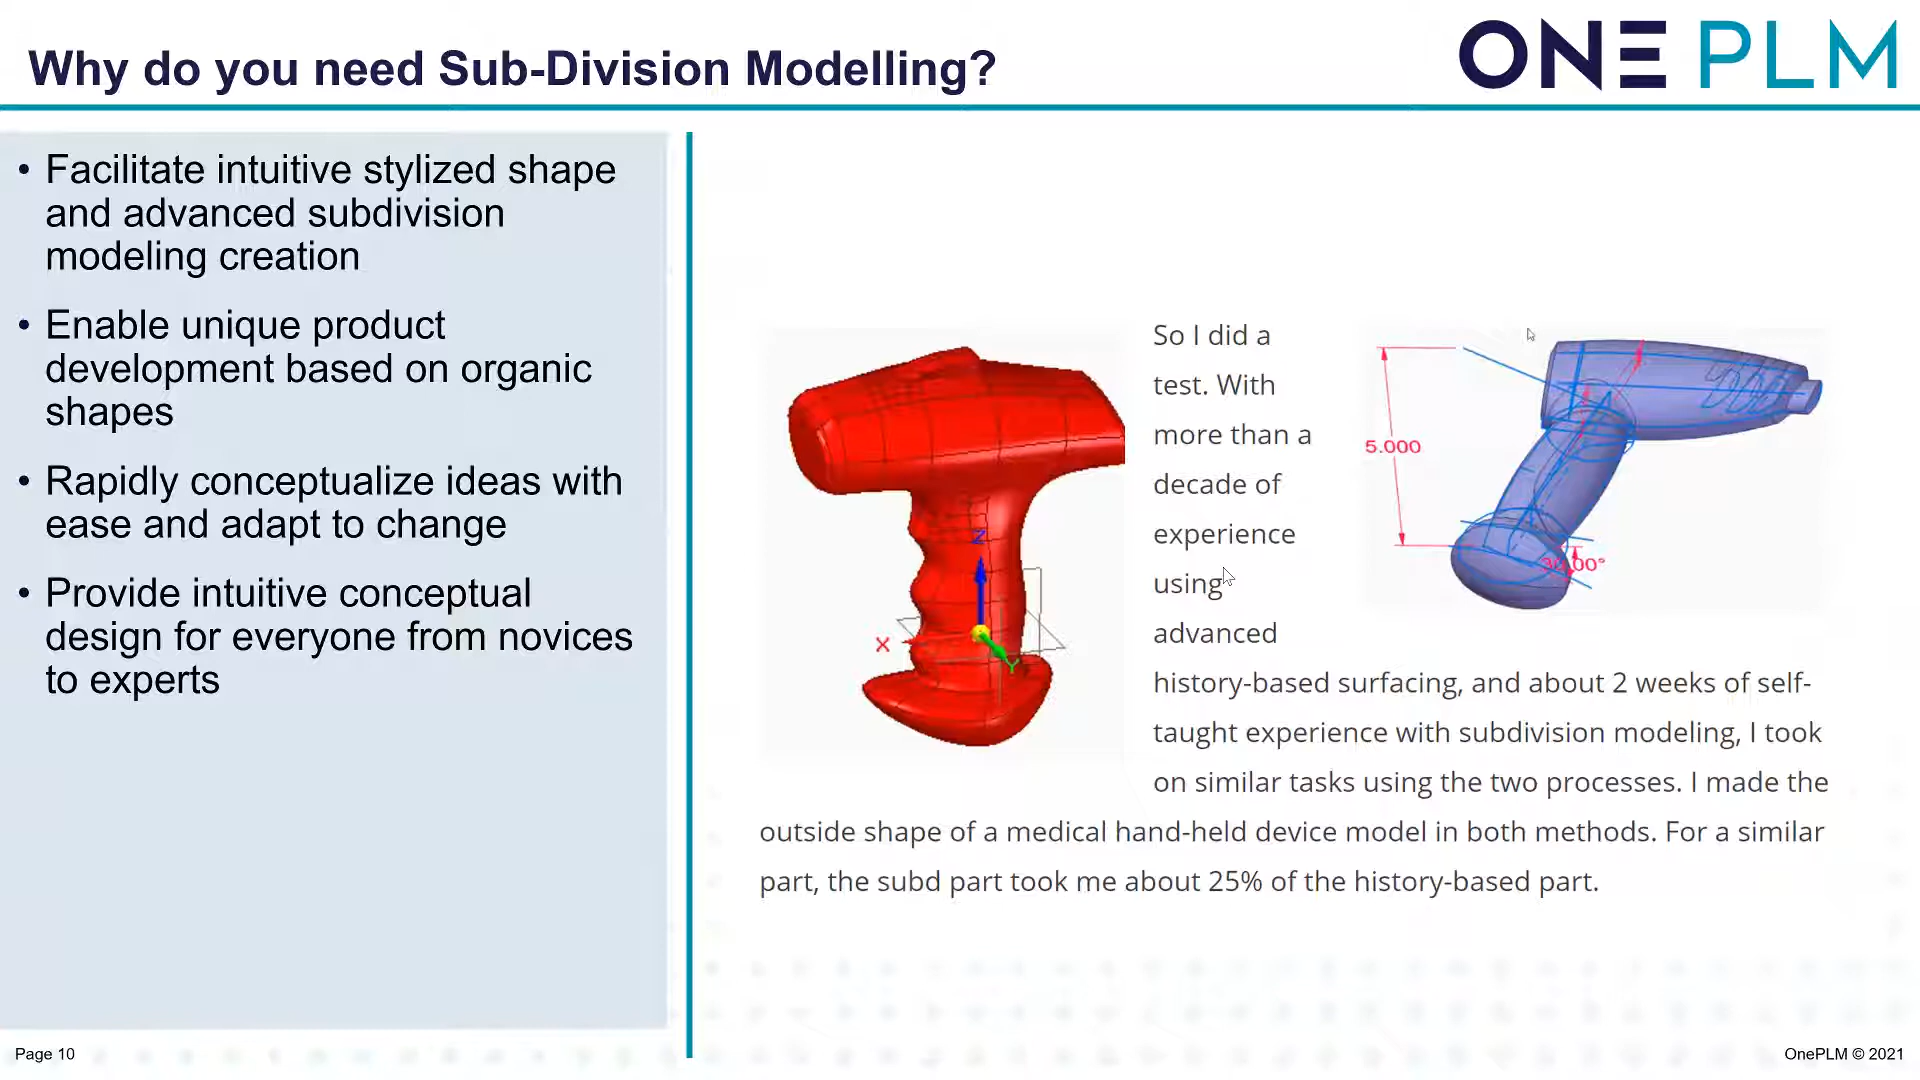 Why do you need Sub-Division Modelling?
ONE PLM
• Facilitate intuitive stylized shape
and advanced subdivision
modeling creation
• Enable unique product
development based on organic
shapes
• Rapidly conceptualize ideas with
ease and adapt to change
• Provide intuitive conceptual
design for everyone from novices
to experts
Z
X
Y
So I did a
test. With
more than a
decade of
experience
using
advanced
history-based surfacing, and about 2 weeks of self-
taught experience with subdivision modeling, I took
on similar tasks using the two processes. I made the
outside shape of a medical hand-held device model in both methods. For a similar
part, the subd part took me about 25% of the history-based part.
5.000
30.00°
Page 10
OnePLM © 2021